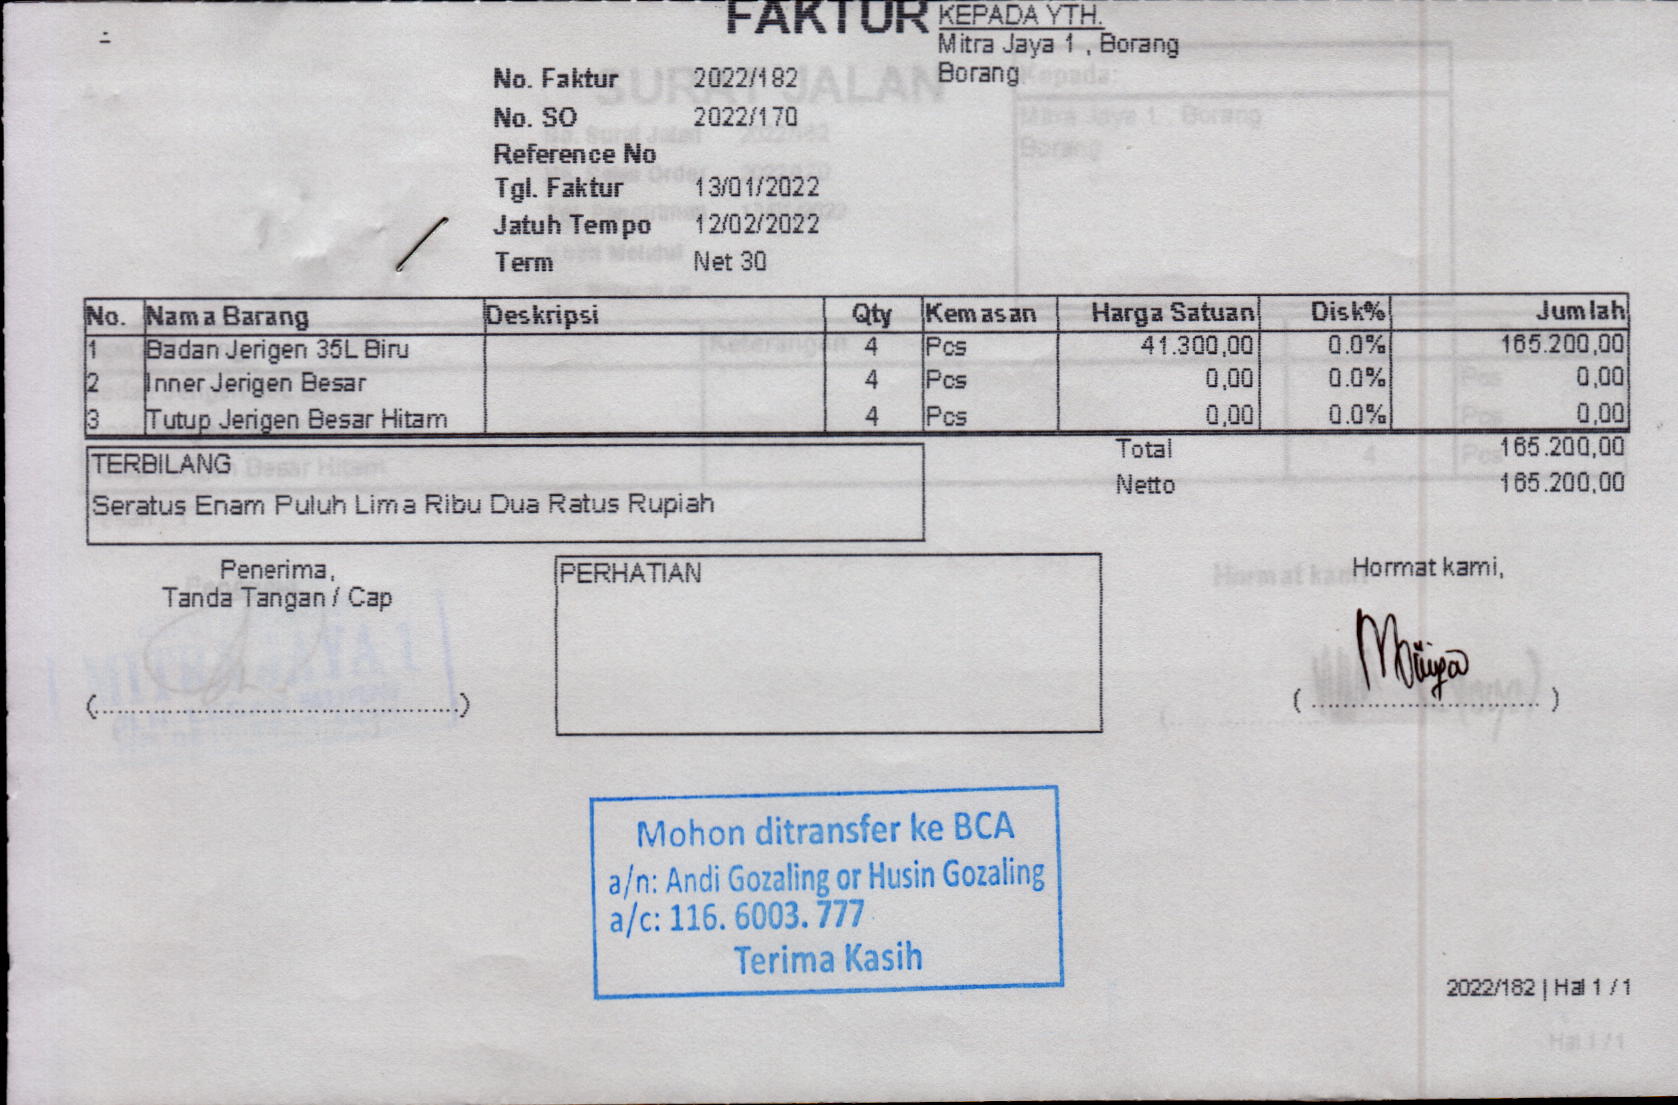 FAKTUR
KEPADA YTH.
Mitra Jaya 1 , Borang
Borang
No. Faktur 2022/182
No. SO 2022/170
Reference No
Tgl. Faktur 13/01/2022
Jatuh Tempo 12/02/2022
Term Net 30
No. Nama Barang Deskripsi Qty Kemasan Harga Satuan Disk% Jumlah
1 Badan Jerigen 35L Biru 4 Pcs 41.300,00 0.0% 165.200,00
2 Inner Jerigen Besar 4 Pcs 0,00 0.0% 0,00
3 Tutup Jerigen Besar Hitam 4 Pcs 0,00 0.0% 0,00
Total 165.200,00
Netto 165.200,00
TERBILANG
Seratus Enam Puluh Lima Ribu Dua Ratus Rupiah
Penerima,
Tanda Tangan / Cap
(........................................)
PERHATIAN
Hormat kami,
( ........................ )
Mohon ditransfer ke BCA
a/n: Andi Gozaling or Husin Gozaling
a/c: 116. 6003. 777
Terima Kasih
2022/182 | Hal 1 / 1
Hal 1 / 1